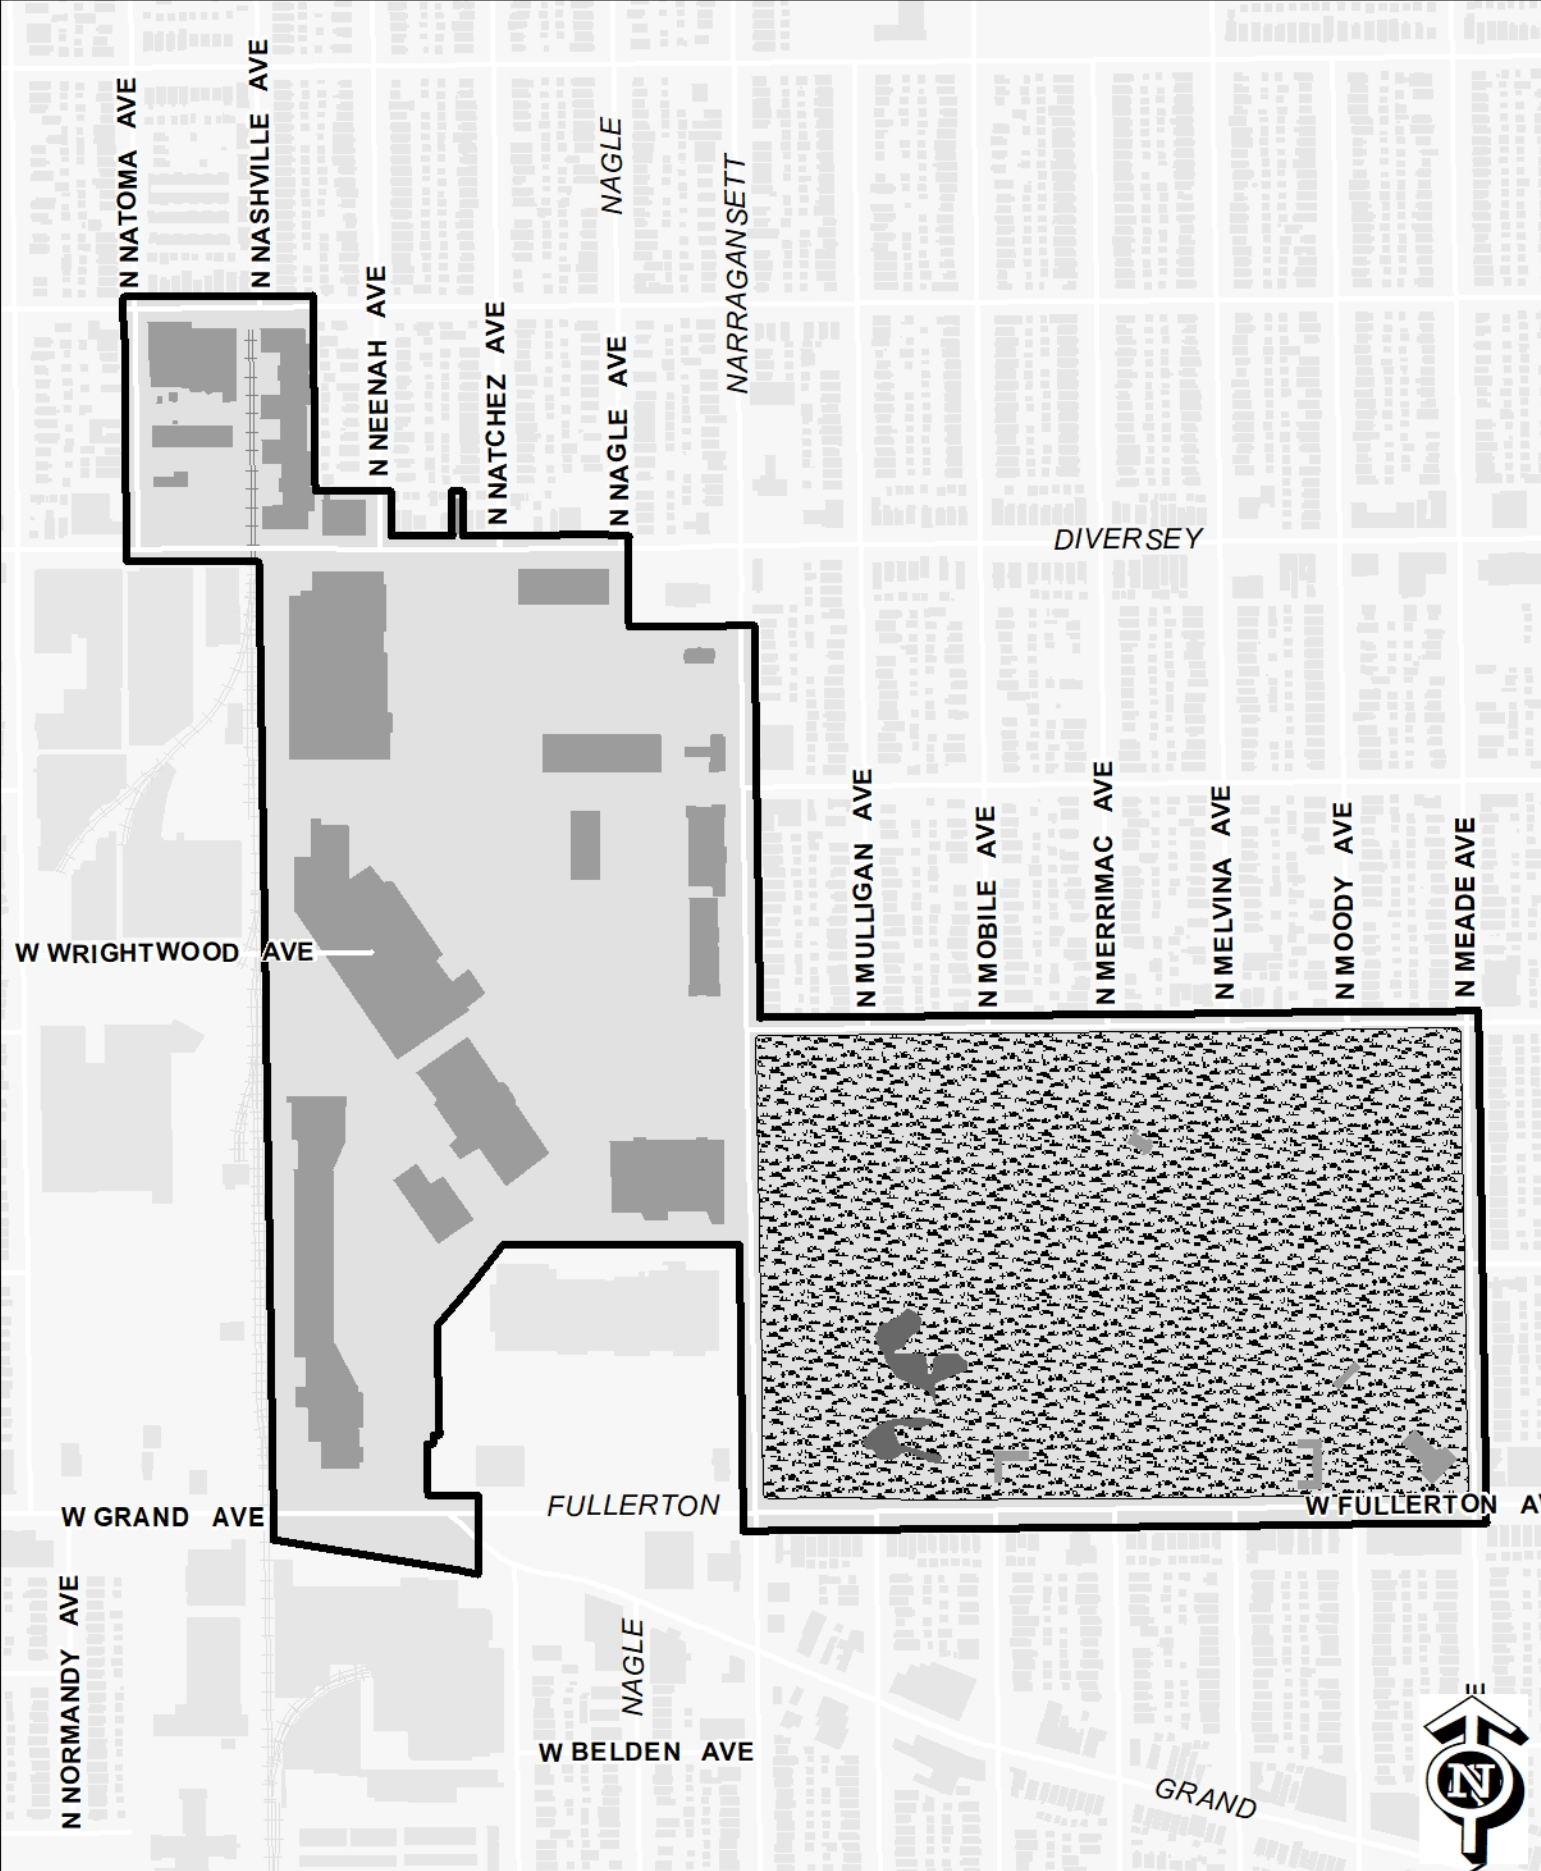 N NATOMA AVE
N NASHVILLE AVE
NAGLE
NARRAGANSETT
N NEENAH AVE
N NATCHEZ AVE
N NAGLE AVE
DIVERSEY
N MULLIGAN AVE
N MOBILE AVE
N MERRIMAC AVE
N MELVINA AVE
N MOODY AVE
N MEADE AVE
W WRIGHTWOOD AVE
W GRAND AVE
FULLERTON
W FULLERTON AV
N NORMANDY AVE
NAGLE
W BELDEN AVE
GRAND
N